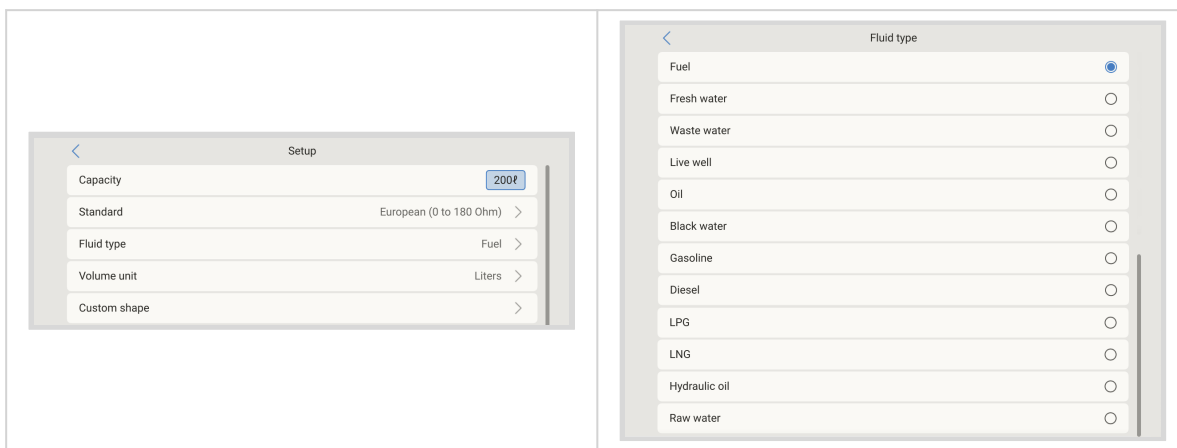 Setup
Capacity 200ℓ
Standard European (0 to 180 Ohm)
Fluid type Fuel
Volume unit Liters
Custom shape
Fluid type
Fuel
Fresh water
Waste water
Live well
Oil
Black water
Gasoline
Diesel
LPG
LNG
Hydraulic oil
Raw water